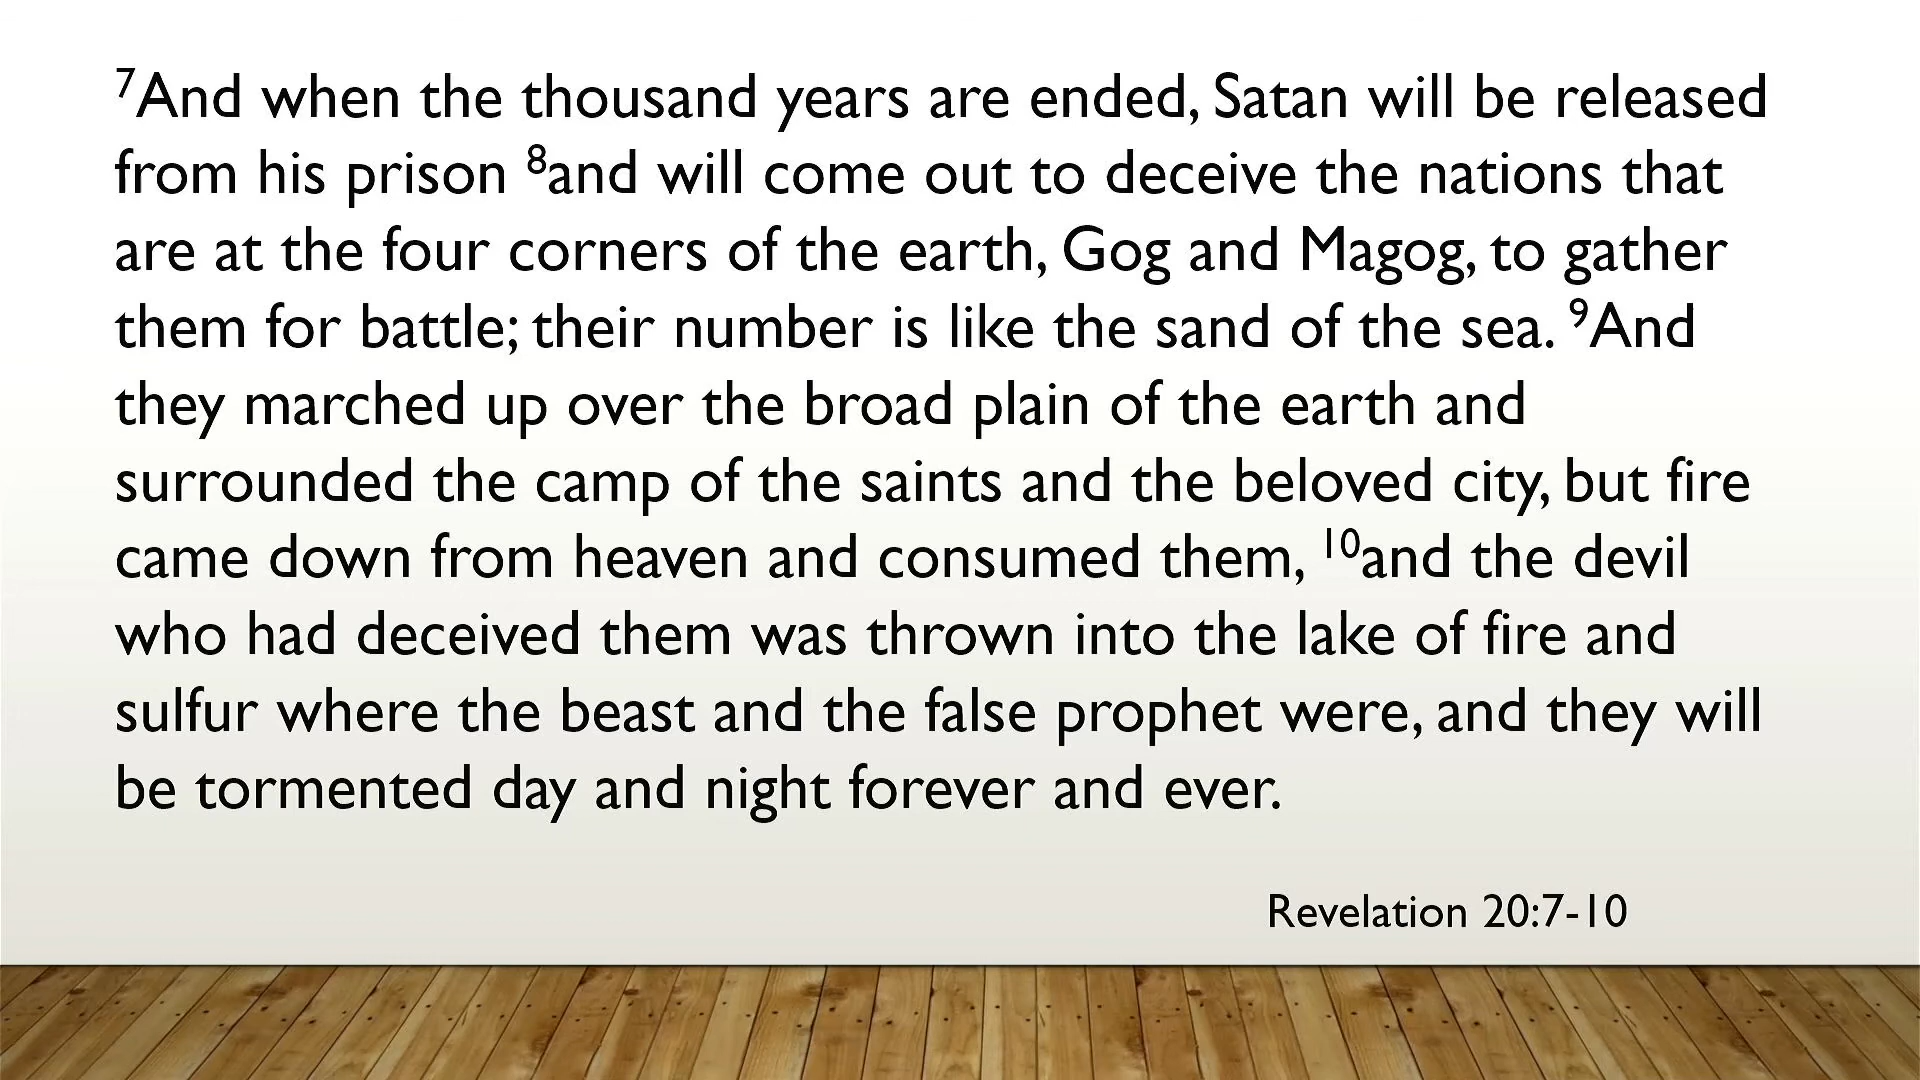 ⁷And when the thousand years are ended, Satan will be released
from his prison ⁸and will come out to deceive the nations that
are at the four corners of the earth, Gog and Magog, to gather
them for battle; their number is like the sand of the sea. ⁹And
they marched up over the broad plain of the earth and
surrounded the camp of the saints and the beloved city, but fire
came down from heaven and consumed them, ¹⁰and the devil
who had deceived them was thrown into the lake of fire and
sulfur where the beast and the false prophet were, and they will
be tormented day and night forever and ever.
Revelation 20:7-10